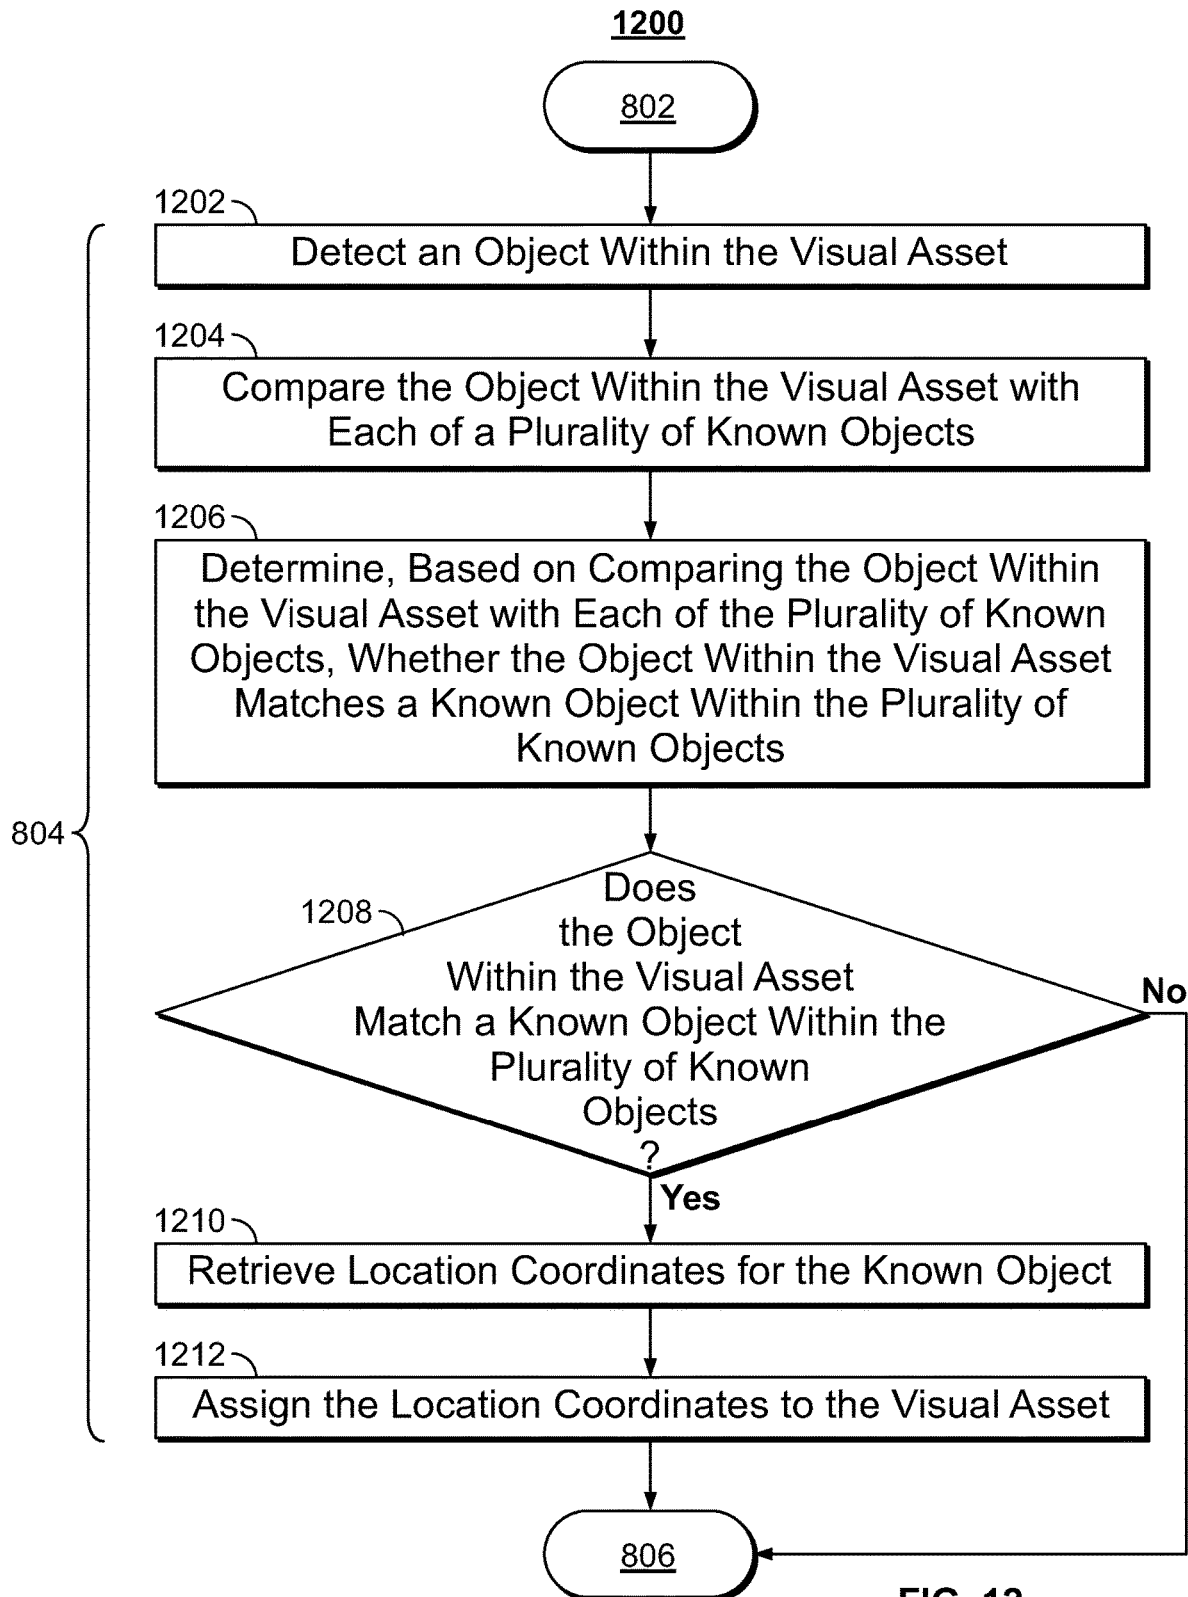 1200
802
1202
Detect an Object Within the Visual Asset
1204
Compare the Object Within the Visual Asset with
Each of a Plurality of Known Objects
1206
Determine, Based on Comparing the Object Within
the Visual Asset with Each of the Plurality of Known
Objects, Whether the Object Within the Visual Asset
Matches a Known Object Within the Plurality of
Known Objects
804
1208
Does
the Object
Within the Visual Asset
Match a Known Object Within the
Plurality of Known
Objects
?
No
Yes
1210
Retrieve Location Coordinates for the Known Object
1212
Assign the Location Coordinates to the Visual Asset
806
FIG.